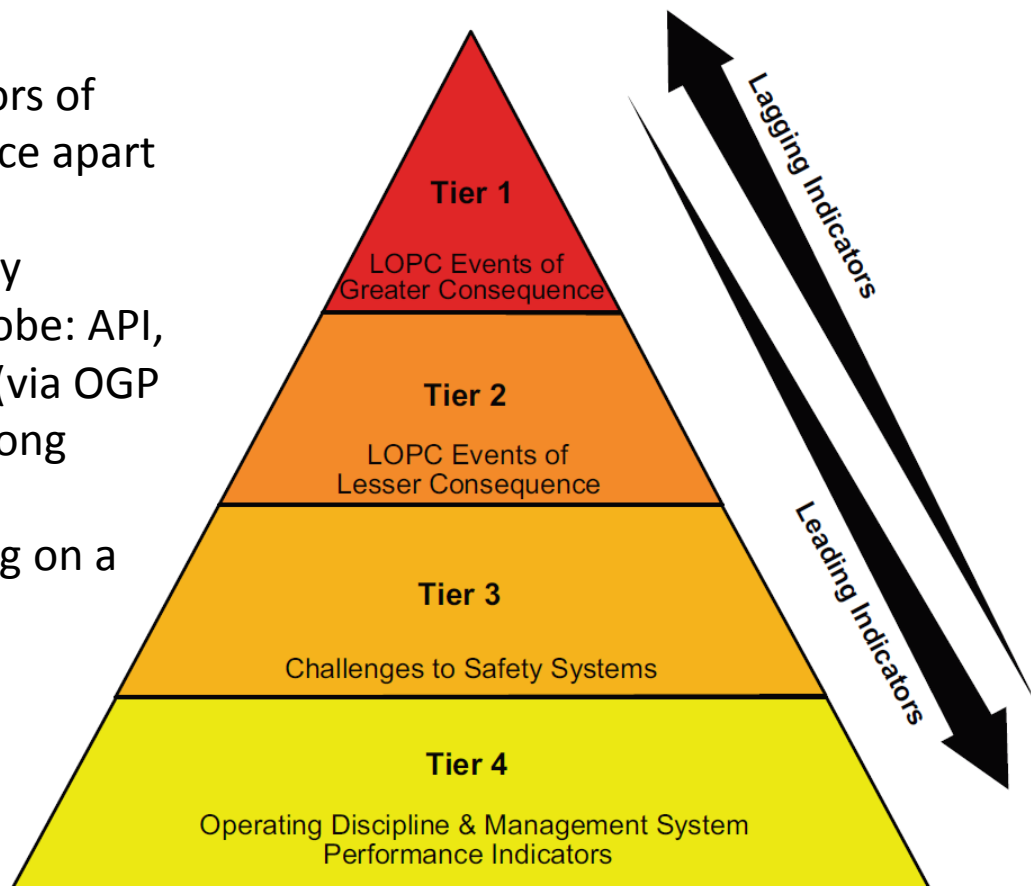 ors of
ce apart
y
obe: API,
(via OGP
ong
g on a
Tier 1
LOPC Events of
Greater Consequence
Tier 2
LOPC Events of
Lesser Consequence
Tier 3
Challenges to Safety Systems
Tier 4
Operating Discipline & Management System
Performance Indicators
Lagging Indicators
Leading Indicators